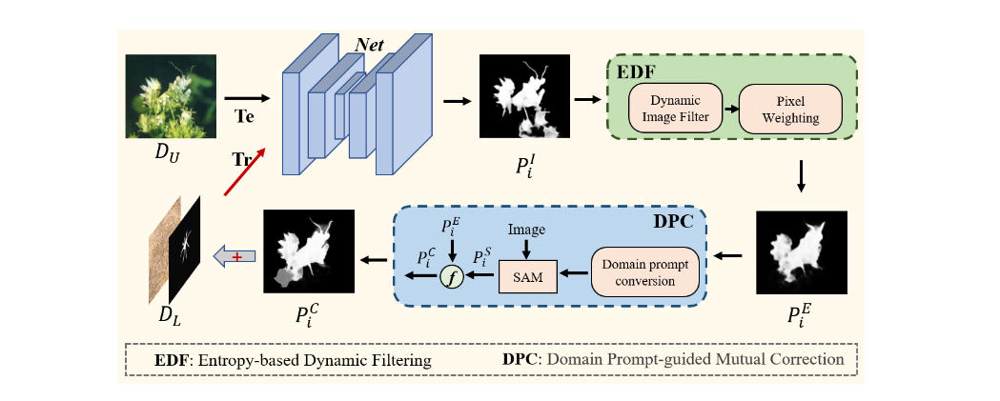 Net
EDF
Dynamic
Image Filter
Pixel
Weighting
Te
Tr
D_U
P_i^I
DPC
P_i^E
Image
P_i^C
P_i^S
f
SAM
Domain prompt
conversion
+
D_L
P_i^C
P_i^E
EDF: Entropy-based Dynamic Filtering
DPC: Domain Prompt-guided Mutual Correction